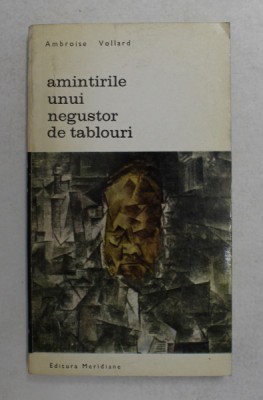 Ambroise Vollard
amintirile
unui
negustor
de tablouri
Editura Meridiane